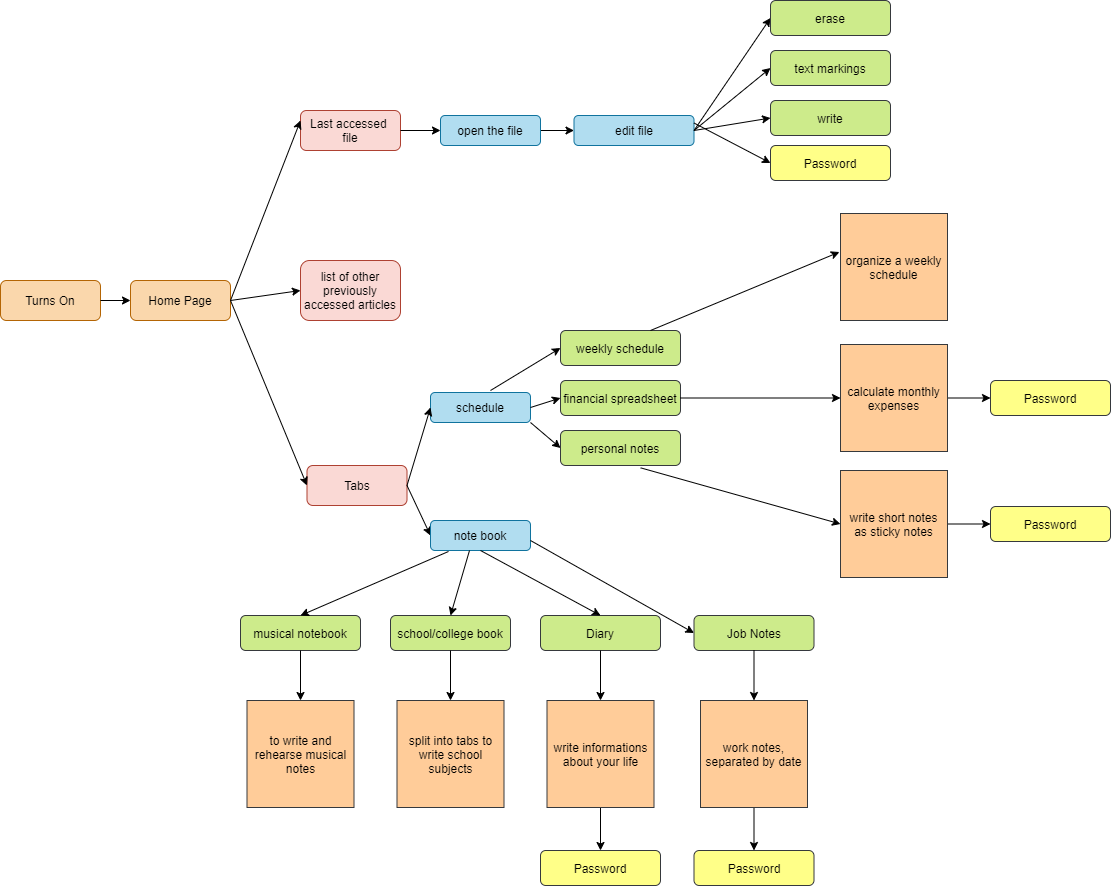 erase
text markings
write
Password
Last accessed
file
open the file
edit file
Turns On
Home Page
list of other
previously
accessed articles
organize a weekly
schedule
weekly schedule
schedule
financial spreadsheet
personal notes
calculate monthly
expenses
Password
Tabs
note book
write short notes
as sticky notes
Password
musical notebook
school/college book
Diary
Job Notes
to write and
rehearse musical
notes
split into tabs to
write school
subjects
write informations
about your life
work notes,
separated by date
Password
Password